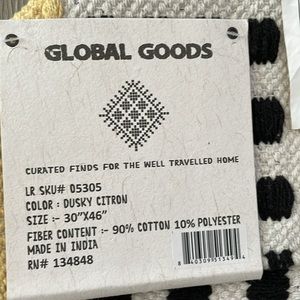 GLOBAL GOODS
CURATED FINDS FOR THE WELL TRAVELLED HOME
LR SKU# 05305
COLOR : DUSKY CITRON
SIZE :- 30"X46"
FIBER CONTENT :- 90% COTTON 10% POLYESTER
MADE IN INDIA
RN# 134848